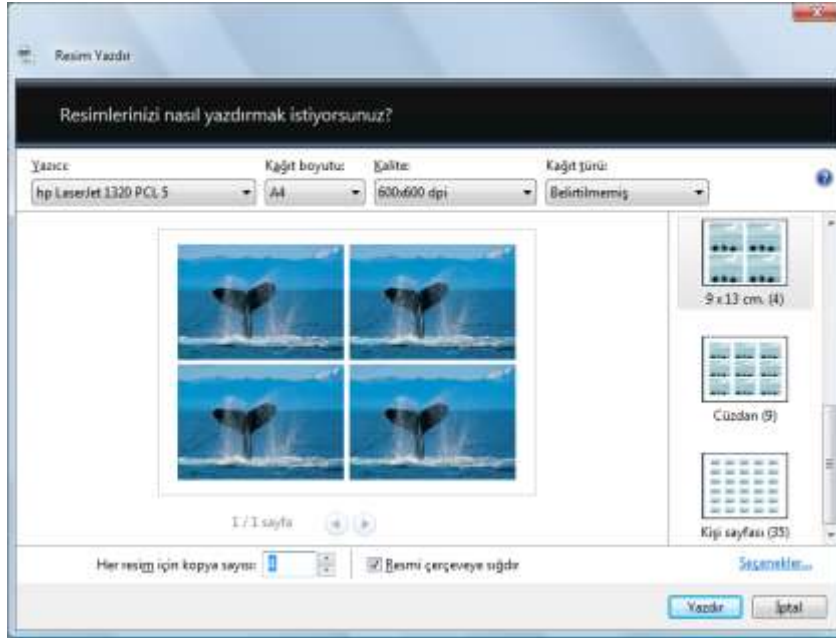 Resim Yazdır
Resimlerinizi nasıl yazdırmak istiyorsunuz?
Yazıcı: Kağıt boyutu: Kalite: Kağıt türü:
hp LaserJet 1320 PCL 5 A4 600x600 dpi Belirtilmemiş
9 x 13 cm. (4)
Cüzdan (9)
Kişi sayfası (35)
1 / 1 sayfa
Her resim için kopya sayısı: 4 Resmi çerçeveye sığdır Seçenekler...
Yazdır İptal